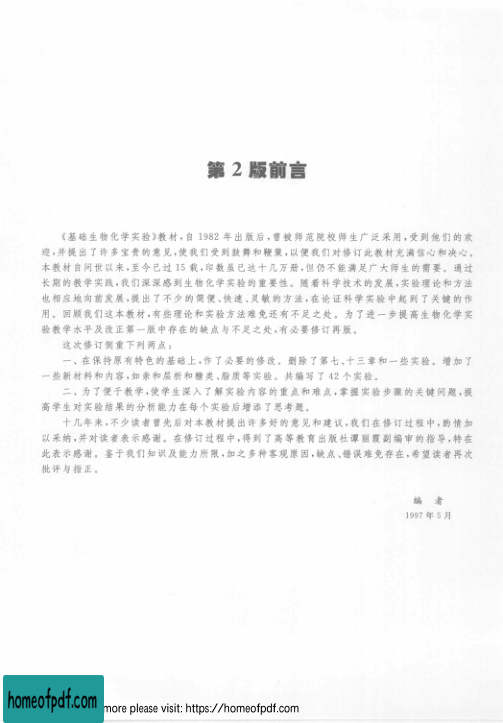 第 2 版前言
《基础生物化学实验》教材,自 1982 年出版后,曾被师范院校师生广泛采用,受到他们的欢
迎,并提出了许多宝贵的意见,使我们受到鼓舞和鞭策,以便我们对修订此教材充满信心和决心。
本教材自问世以来,至今已过 15 载,印数虽已达十几万册,但仍不能满足广大师生的需要。通过
长期的教学实践,我们深深感到生物化学实验的重要性。随着科学技术的发展,实验理论和方法
也相应地向前发展,提出了不少的简便、快速、灵敏的方法,在论证科学实验中起到了关键的作
用。回顾我们这本教材,有些理论和实验方法难免还有不足之处。为了进一步提高生物化学实
验教学水平及改正第一版中存在的缺点与不足之处,有必要修订再版。
这次修订侧重下列两点:
一、在保持原有特色的基础上,作了必要的修改。删除了第七、十三章和一些实验。增加了
一些新材料和内容,如亲和层析和糖类、脂质等实验。共编写了 42 个实验。
二、为了便于教学,使学生深入了解实验内容的重点和难点,掌握实验步骤的关键问题,提
高学生对实验结果的分析能力在每个实验后增添了思考题。
十几年来,不少读者曾先后对本教材提出许多好的意见和建议,我们在修订过程中,酌情加
以采纳,并对读者表示感谢。在修订过程中,得到了高等教育出版社谭丽霞副编审的指导,特在
此表示感谢。鉴于我们知识及能力所限,加之多种客观原因,缺点、错误难免存在,希望读者再次
批评与指正。
编 者
1997 年 5 月
homeofpdf.com
more please visit: https://homeofpdf.com